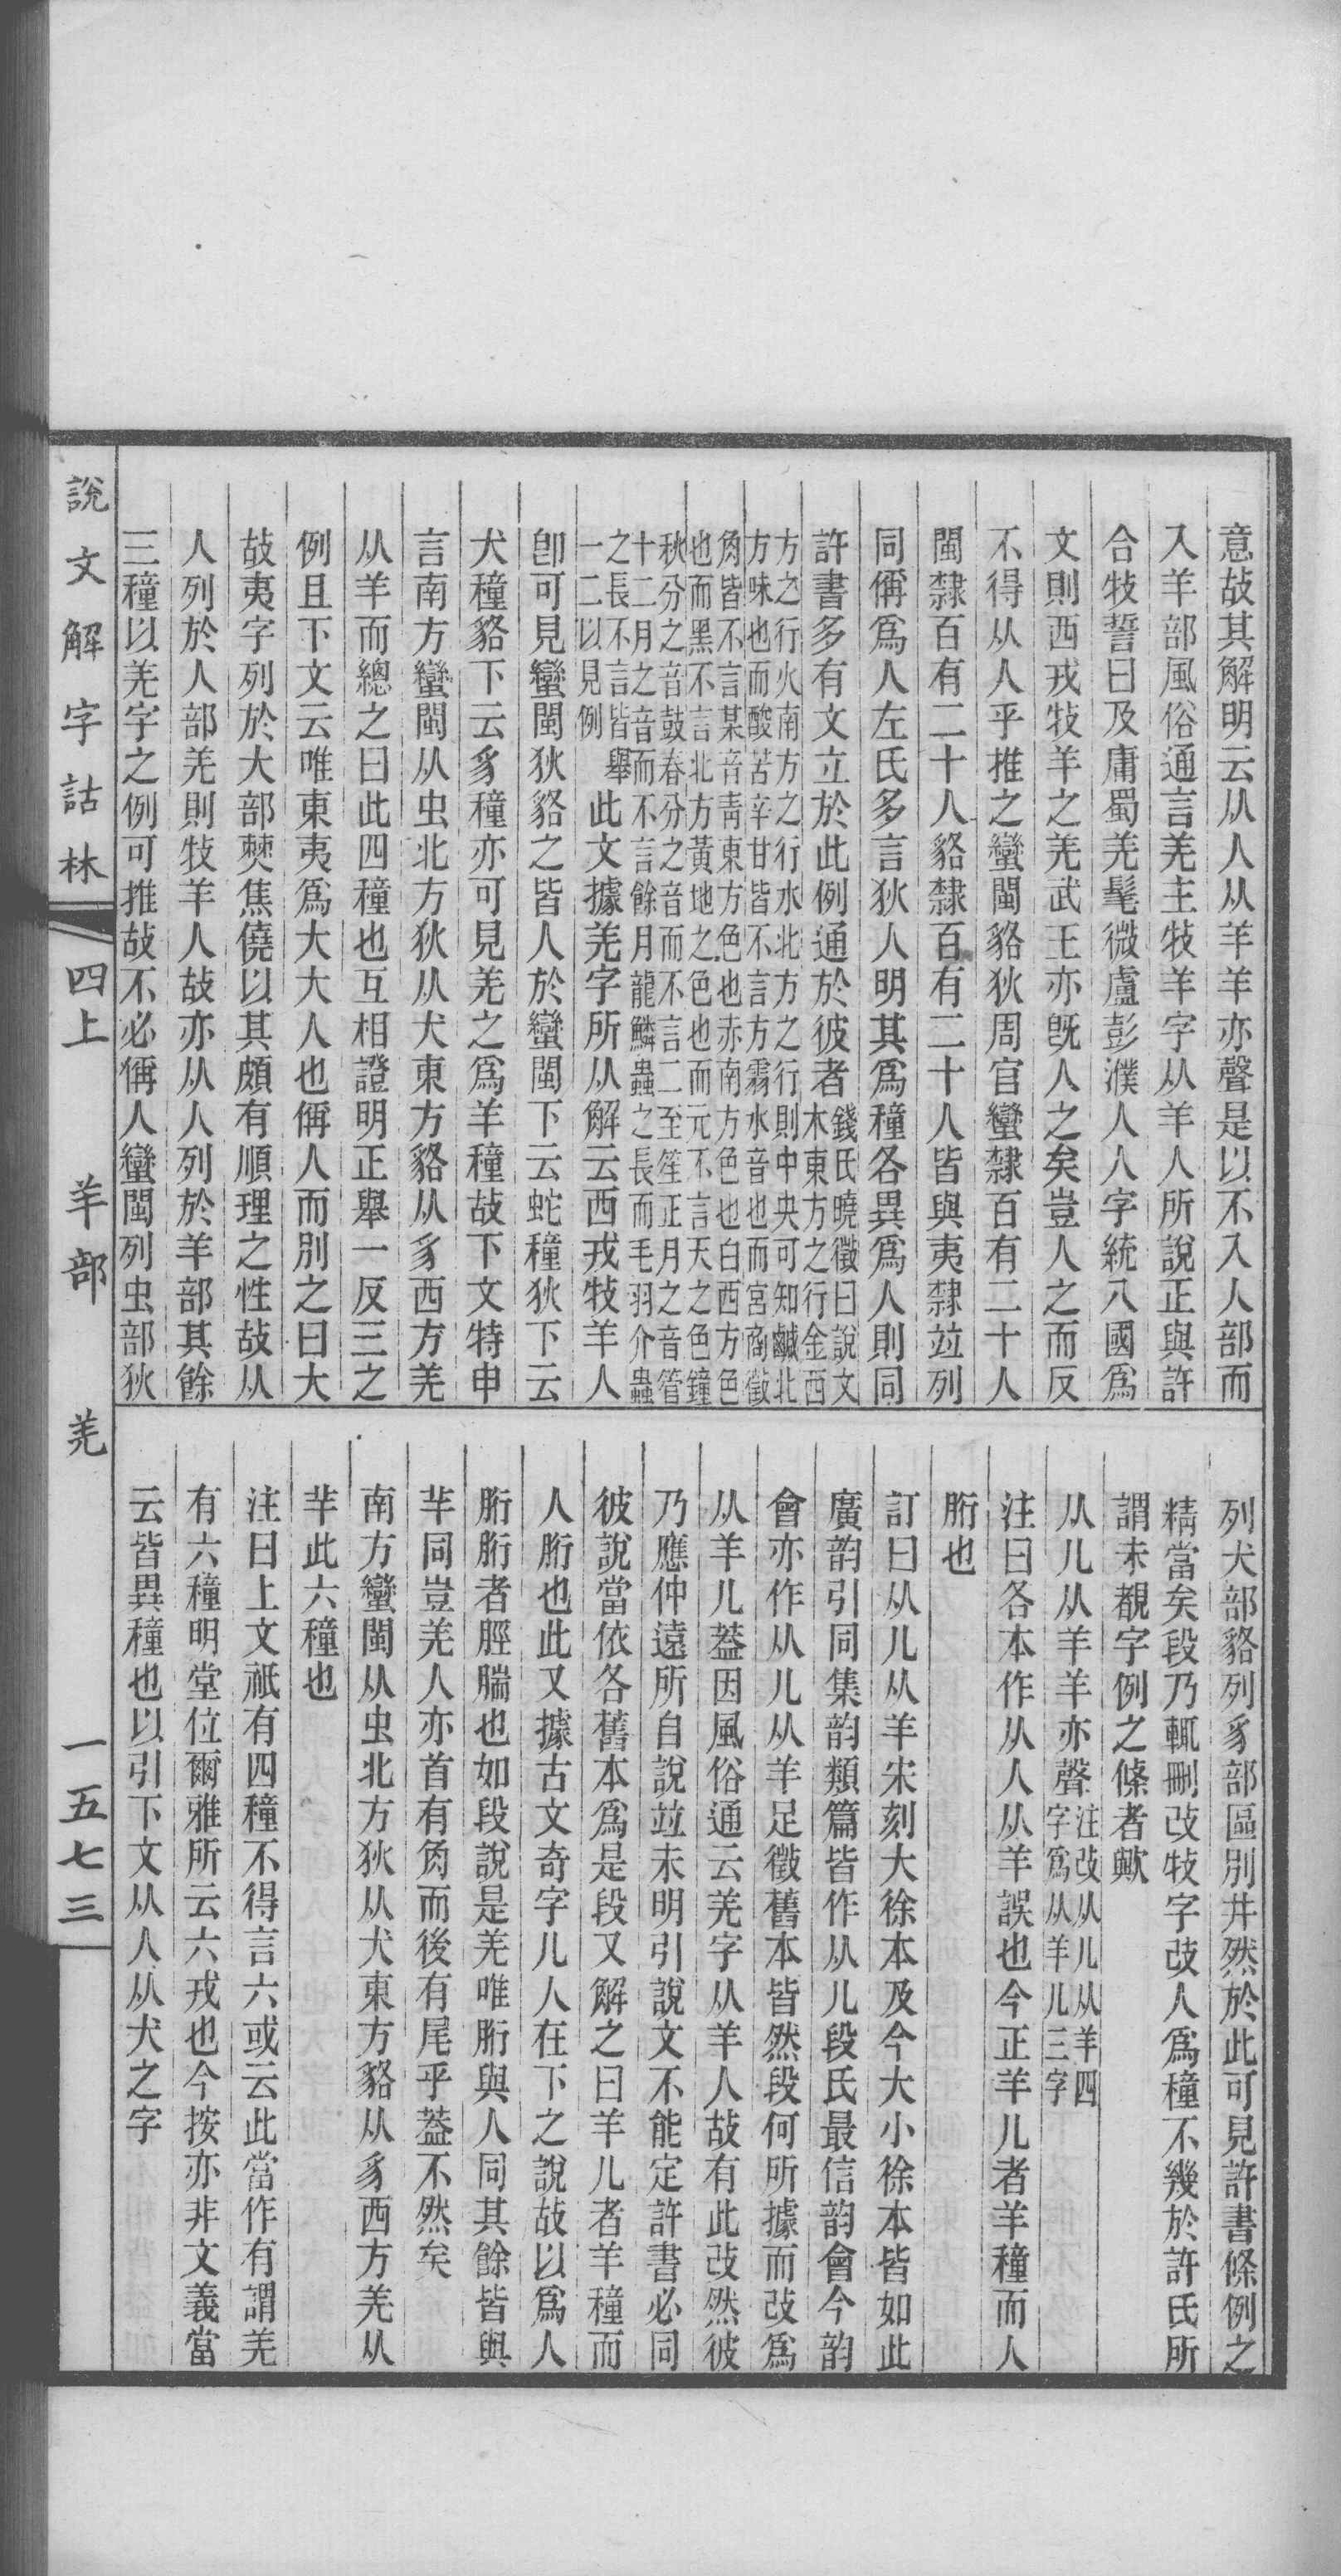 意故其解明云从人从羊羊亦聲是以不入人部而
入羊部風俗通言羌主牧羊字从羊人所說正與許
合牧誓曰及庸蜀羌髦微盧彭濮人人字統八國爲
文則西戎牧羊之羌武王亦旣人之矣豈人之而反
不得从人乎推之蠻閩貉狄周官蠻隸百有二十人
閩隸百有二十人貉隸百有二十人皆與夷隸竝列
同偁爲人左氏多言狄人明其爲種各異爲人則同
許書多有文立於此例通於彼者錢氏曉徵曰說文
木東方之行金西
方之行火南方之行水北方之行則中央可知鹹北
方味也而酸苦辛甘皆不言方霜水音也而宮商徵
角皆不言某音靑東方色也赤南方色也白西方色
也而黑不言北方黃地之色也而元不言天之色鐘
秋分之音鼓春分之音而不言二至笙正月之音管
十二月之音而不言餘月龍鱗蟲之長而毛羽介蟲
之長不言皆舉
一二以見例
此文據羌字所从解云西戎牧羊人
卽可見蠻閩狄貉之皆人於蠻閩下云蛇種狄下云
犬種貉下云豸種亦可見羌之爲羊種故下文特申
言南方蠻閩从虫北方狄从犬東方貉从豸西方羌
从羊而總之曰此四種也互相證明正舉一反三之
例且下文云唯東夷爲大大人也偁人而別之曰大
故夷字列於大部僰焦僥以其頗有順理之性故从
人列於人部羌則牧羊人故亦从人列於羊部其餘
三種以羌字之例可推故不必偁人蠻閩列虫部狄
列犬部貉列豸部區別井然於此可見許書條例之
精當矣段乃輒刪改牧字改人爲種不幾於許氏所
謂未覩字例之條者歟
从儿从羊羊亦聲注改从儿从羊四
字爲从羊儿三字
注曰各本作从人从羊誤也今正羊儿者羊種而人
胻也
訂曰从儿从羊宋刻大徐本及今大小徐本皆如此
廣韵引同集韵類篇皆作从儿段氏最信韵會今韵
會亦作从儿从羊足徵舊本皆然段何所據而改爲
从羊儿葢因風俗通云羌字从羊人故有此改然彼
乃應仲遠所自說竝未明引說文不能定許書必同
彼說當依各舊本爲是段又解之曰羊儿者羊種而
人胻也此又據古文奇字儿人在下之說故以爲人
胻胻者脛腨也如段說是羌唯胻與人同其餘皆與
羊同豈羌人亦首有角而後有尾乎葢不然矣
南方蠻閩从虫北方狄从犬東方貉从豸西方羌从
羊此六種也
注曰上文祇有四種不得言六或云此當作有謂羌
有六種明堂位爾雅所云六戎也今按亦非文義當
云皆異種也以引下文从人从犬之字
說文解字詁林
四上
羊部
羌
一五七三